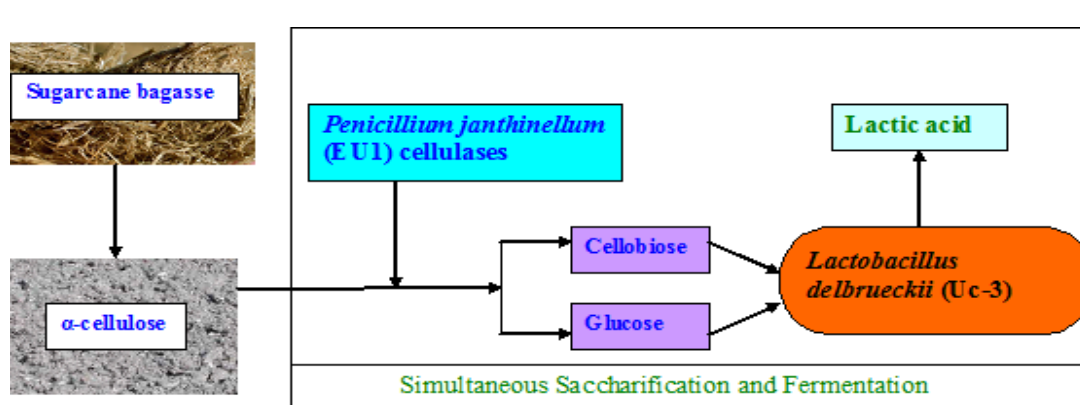 Sugarcane bagasse
Penicillium janthinellum
(EU1) cellulases
Lactic acid
Cellobiose
Lactobacillus
delbrueckii (Uc-3)
α-cellulose
Glucose
Simultaneous Saccharification and Fermentation